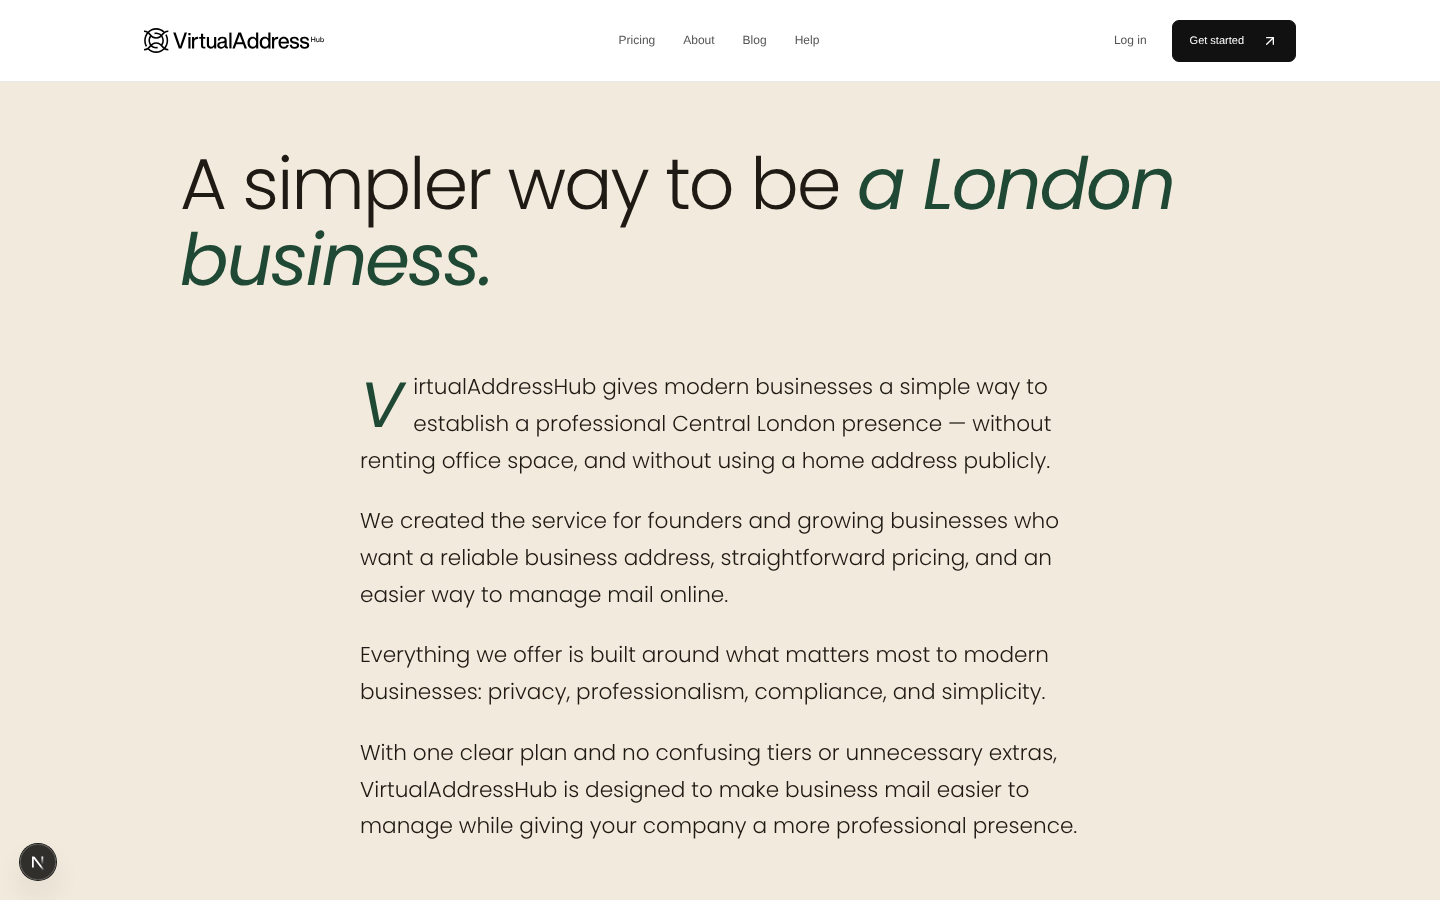 VirtualAddressHub
Pricing
About
Blog
Help
Log in
Get started
A simpler way to be a London
business.
VirtualAddressHub gives modern businesses a simple way to
establish a professional Central London presence — without
renting office space, and without using a home address publicly.
We created the service for founders and growing businesses who
want a reliable business address, straightforward pricing, and an
easier way to manage mail online.
Everything we offer is built around what matters most to modern
businesses: privacy, professionalism, compliance, and simplicity.
With one clear plan and no confusing tiers or unnecessary extras,
VirtualAddressHub is designed to make business mail easier to
manage while giving your company a more professional presence.
N